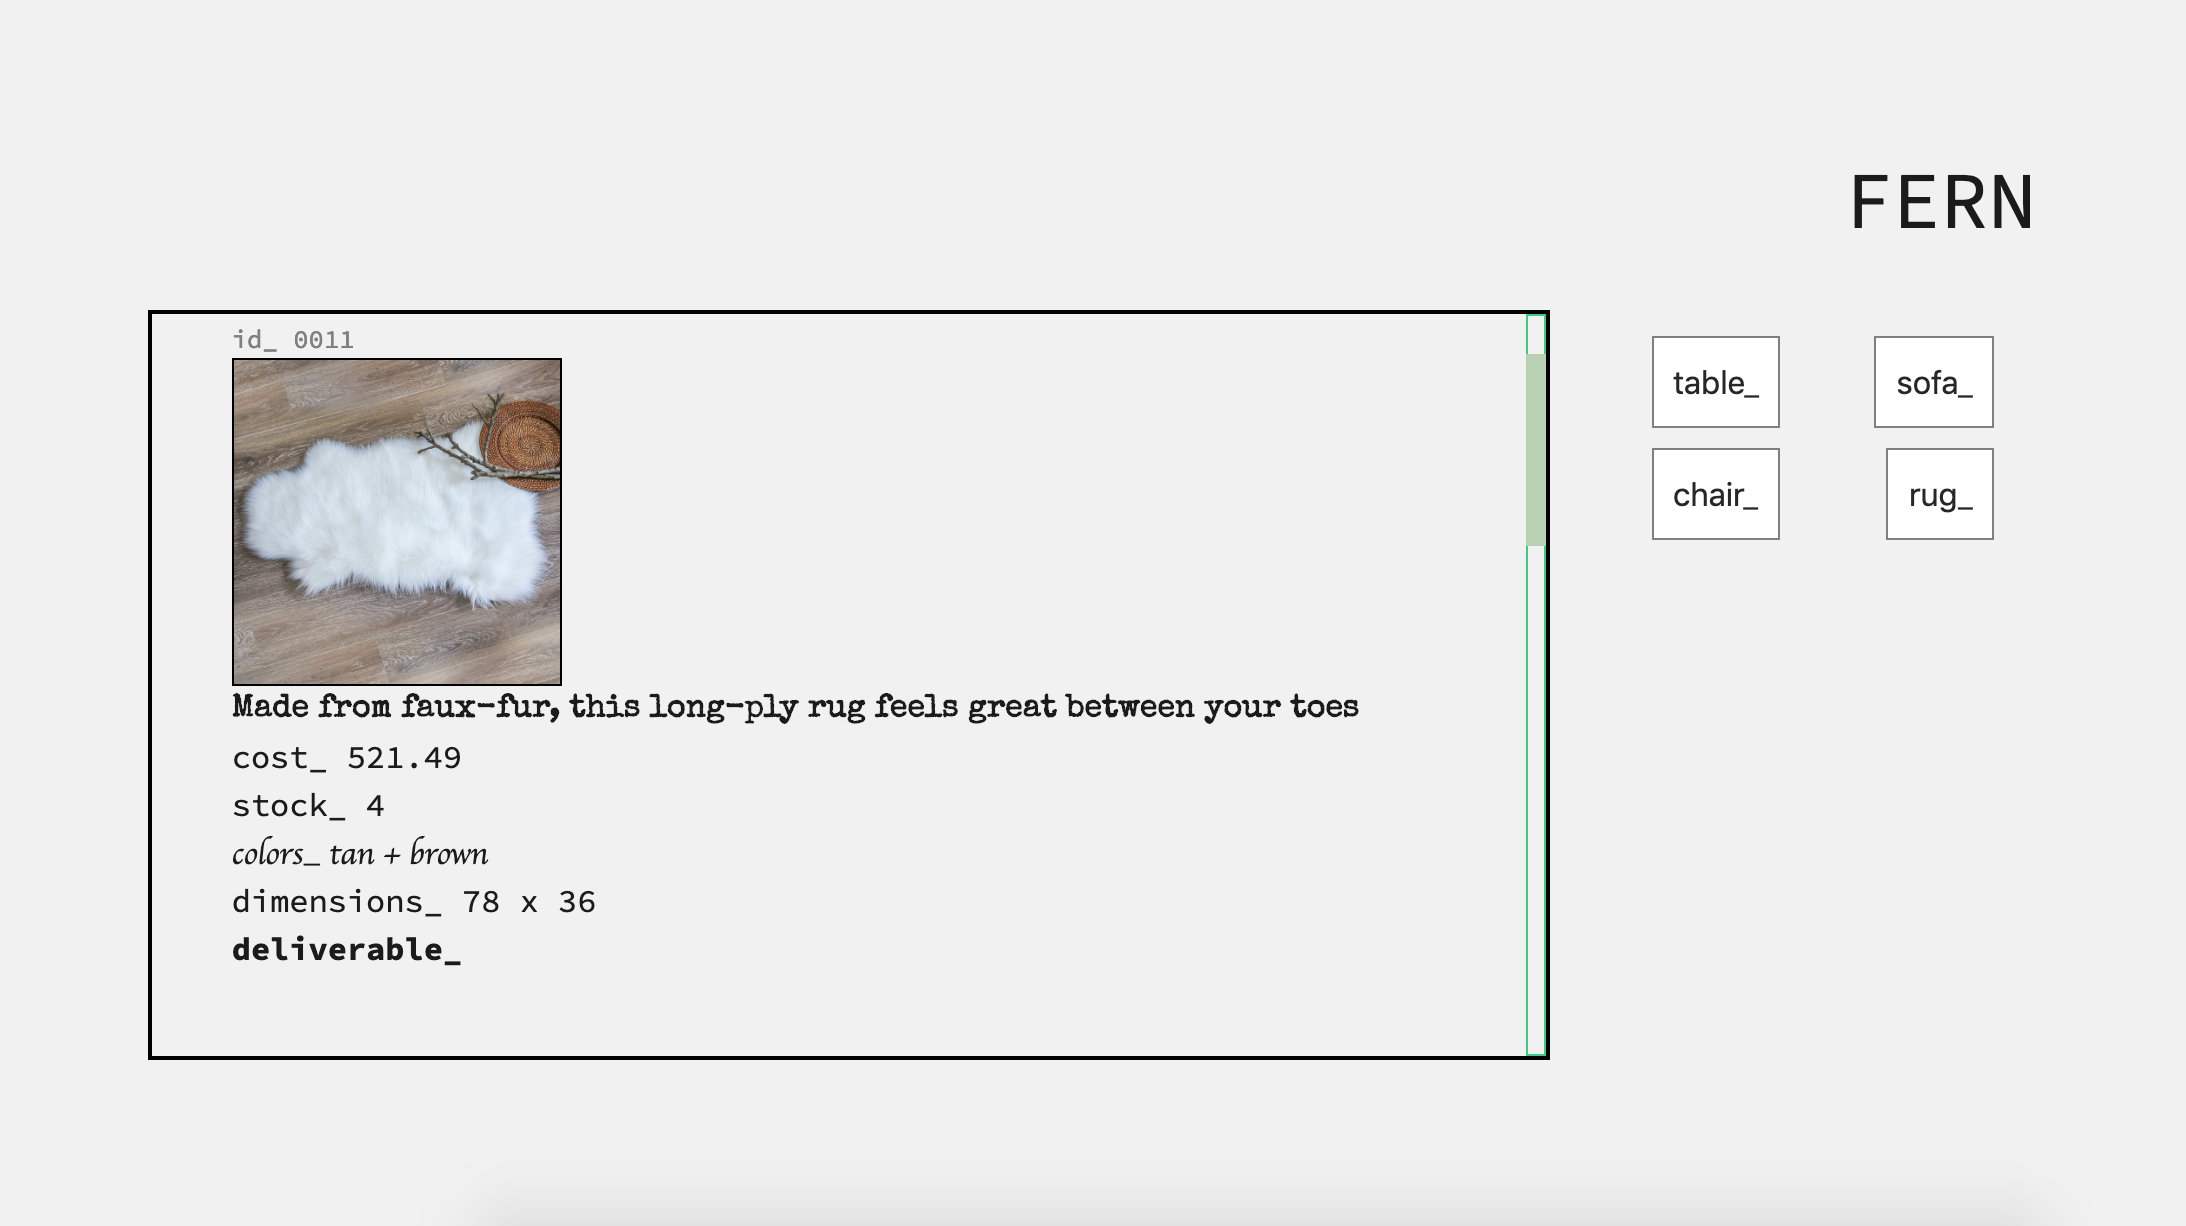 FERN
id_ 0011
Made from faux-fur, this long-ply rug feels great between your toes
cost_ 521.49
stock_ 4
colors_ tan + brown
dimensions_ 78 x 36
deliverable_
table_
sofa_
chair_
rug_